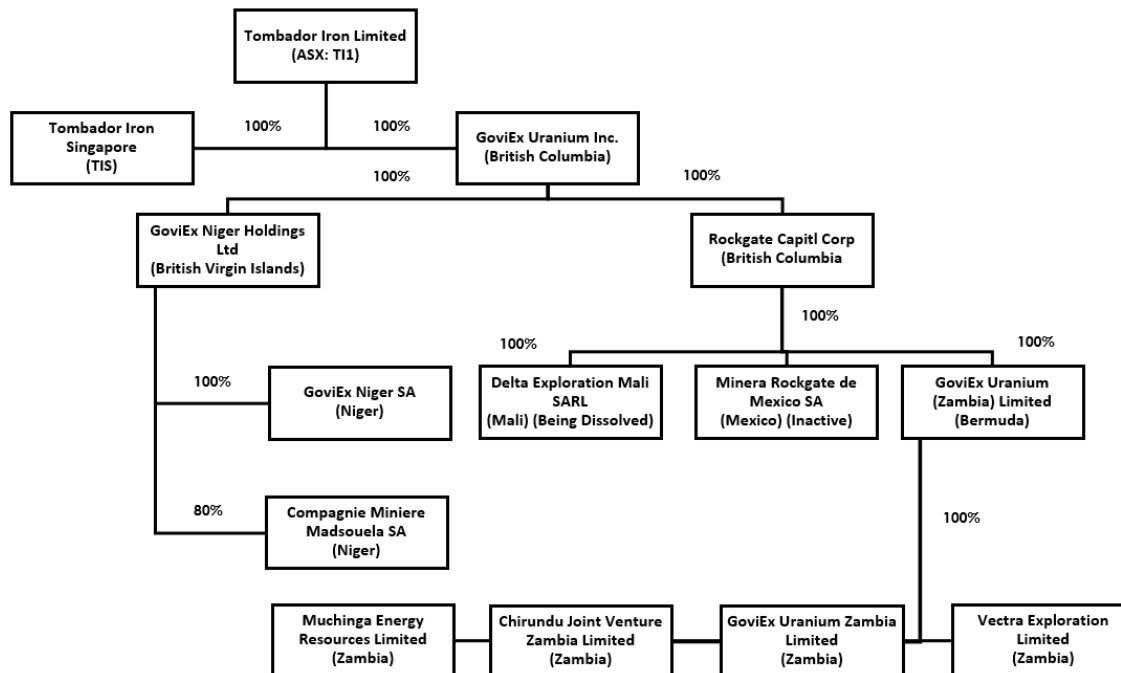 Tombador Iron Limited
(ASX: TI1)
Tombador Iron
Singapore
(TIS)
100%
100%
GoviEx Uranium Inc.
(British Columbia)
100%
100%
GoviEx Niger Holdings
Ltd
(British Virgin Islands)
Rockgate Capitl Corp
(British Columbia
100%
100%
100%
100%
GoviEx Niger SA
(Niger)
Delta Exploration Mali
SARL
(Mali) (Being Dissolved)
Minera Rockgate de
Mexico SA
(Mexico) (Inactive)
GoviEx Uranium
(Zambia) Limited
(Bermuda)
80%
Compagnie Miniere
Madsouela SA
(Niger)
100%
Muchinga Energy
Resources Limited
(Zambia)
Chirundu Joint Venture
Zambia Limited
(Zambia)
GoviEx Uranium Zambia
Limited
(Zambia)
Vectra Exploration
Limited
(Zambia)